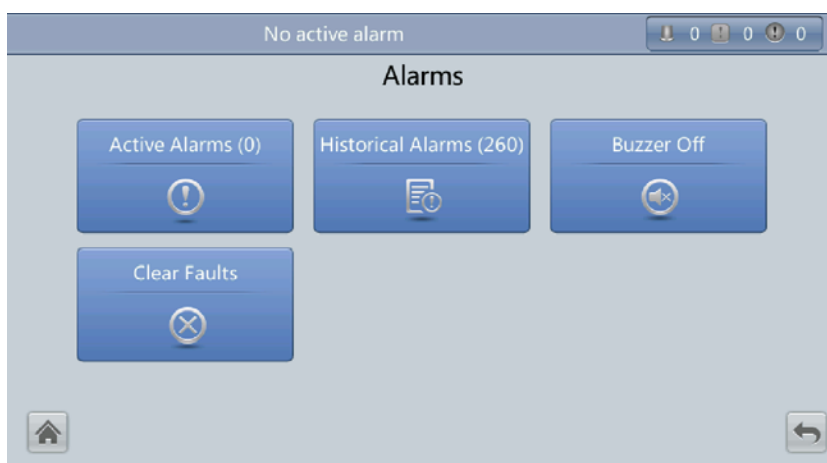 No active alarm
0 0 0
Alarms
Active Alarms (0)
Historical Alarms (260)
Buzzer Off
Clear Faults